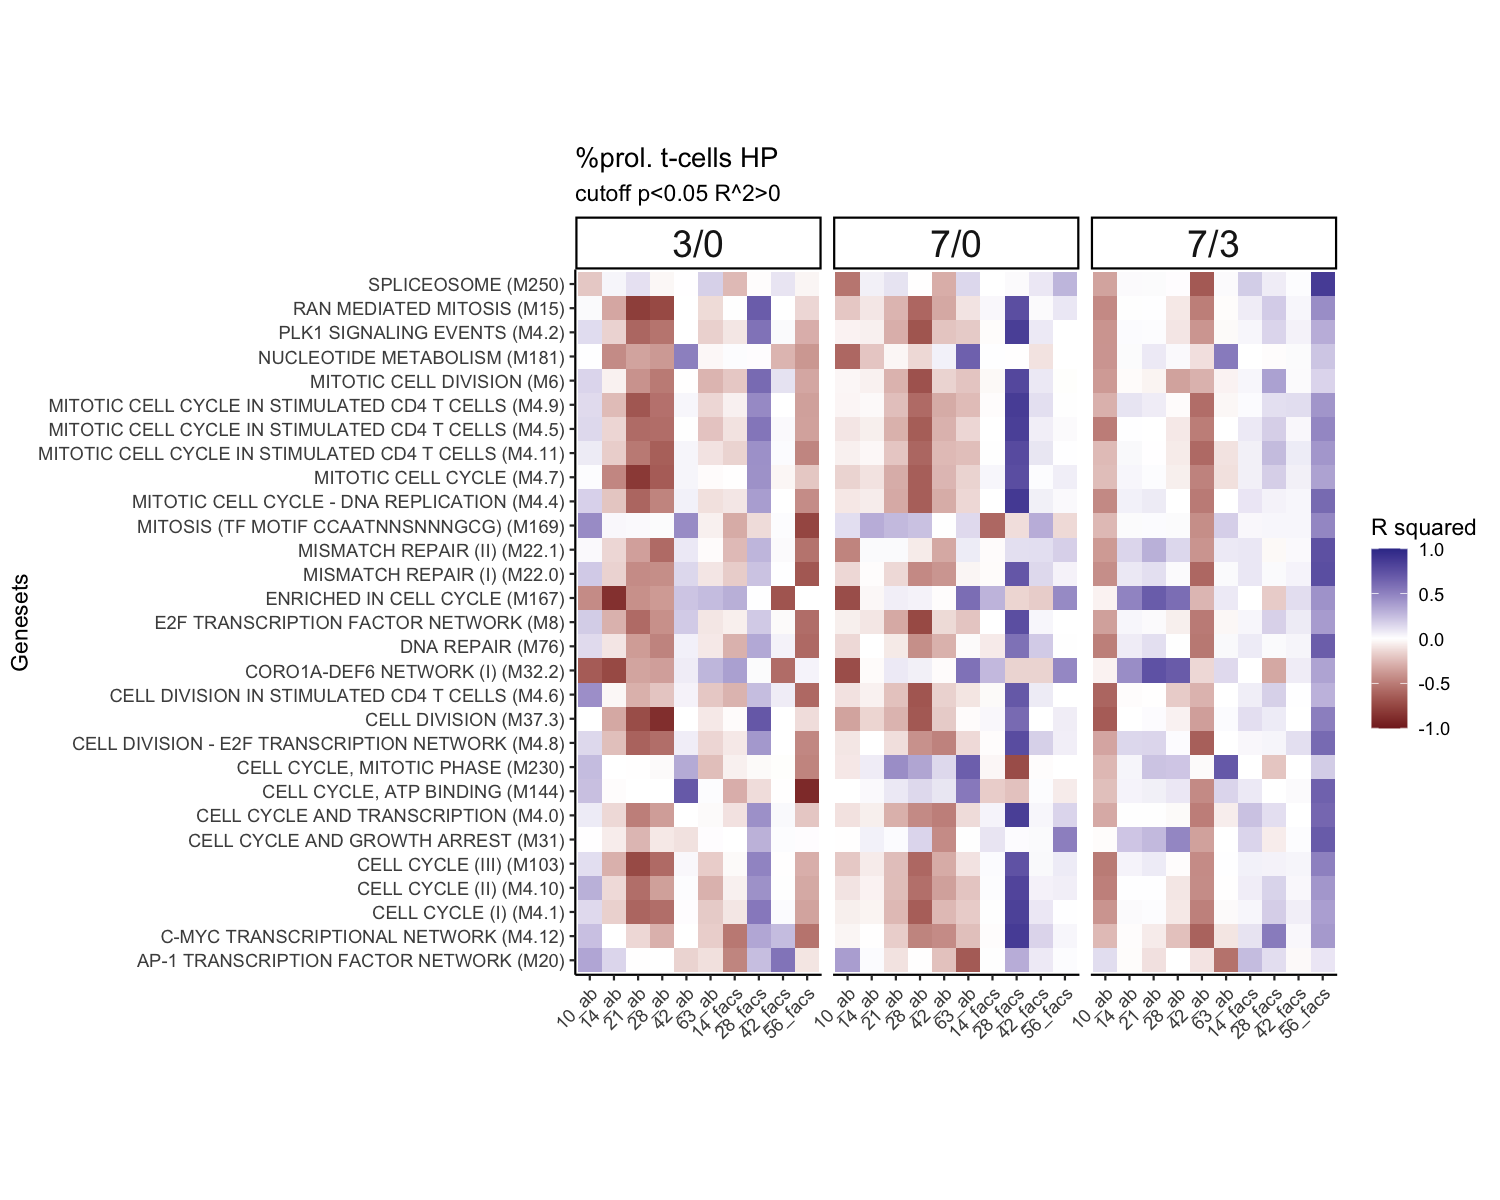 %prol. t-cells HP
cutoff p<0.05 R^2>0
3/0
7/0
7/3
SPLICEOSOME (M250)
RAN MEDIATED MITOSIS (M15)
PLK1 SIGNALING EVENTS (M4.2)
NUCLEOTIDE METABOLISM (M181)
MITOTIC CELL DIVISION (M6)
MITOTIC CELL CYCLE IN STIMULATED CD4 T CELLS (M4.9)
MITOTIC CELL CYCLE IN STIMULATED CD4 T CELLS (M4.5)
MITOTIC CELL CYCLE IN STIMULATED CD4 T CELLS (M4.11)
MITOTIC CELL CYCLE (M4.7)
MITOTIC CELL CYCLE - DNA REPLICATION (M4.4)
MITOSIS (TF MOTIF CCAATNNSNNNGCG) (M169)
MISMATCH REPAIR (II) (M22.1)
MISMATCH REPAIR (I) (M22.0)
ENRICHED IN CELL CYCLE (M167)
E2F TRANSCRIPTION FACTOR NETWORK (M8)
DNA REPAIR (M76)
CORO1A-DEF6 NETWORK (I) (M32.2)
CELL DIVISION IN STIMULATED CD4 T CELLS (M4.6)
CELL DIVISION (M37.3)
CELL DIVISION - E2F TRANSCRIPTION NETWORK (M4.8)
CELL CYCLE, MITOTIC PHASE (M230)
CELL CYCLE, ATP BINDING (M144)
CELL CYCLE AND TRANSCRIPTION (M4.0)
CELL CYCLE AND GROWTH ARREST (M31)
CELL CYCLE (III) (M103)
CELL CYCLE (II) (M4.10)
CELL CYCLE (I) (M4.1)
C-MYC TRANSCRIPTIONAL NETWORK (M4.12)
AP-1 TRANSCRIPTION FACTOR NETWORK (M20)
Genesets
10_ab
14_ab
21_ab
28_ab
42_ab
63_ab
14_facs
28_facs
42_facs
56_facs
10_ab
14_ab
21_ab
28_ab
42_ab
63_ab
14_facs
28_facs
42_facs
56_facs
10_ab
14_ab
21_ab
28_ab
42_ab
63_ab
14_facs
28_facs
42_facs
56_facs
R squared
1.0
0.5
0.0
-0.5
-1.0